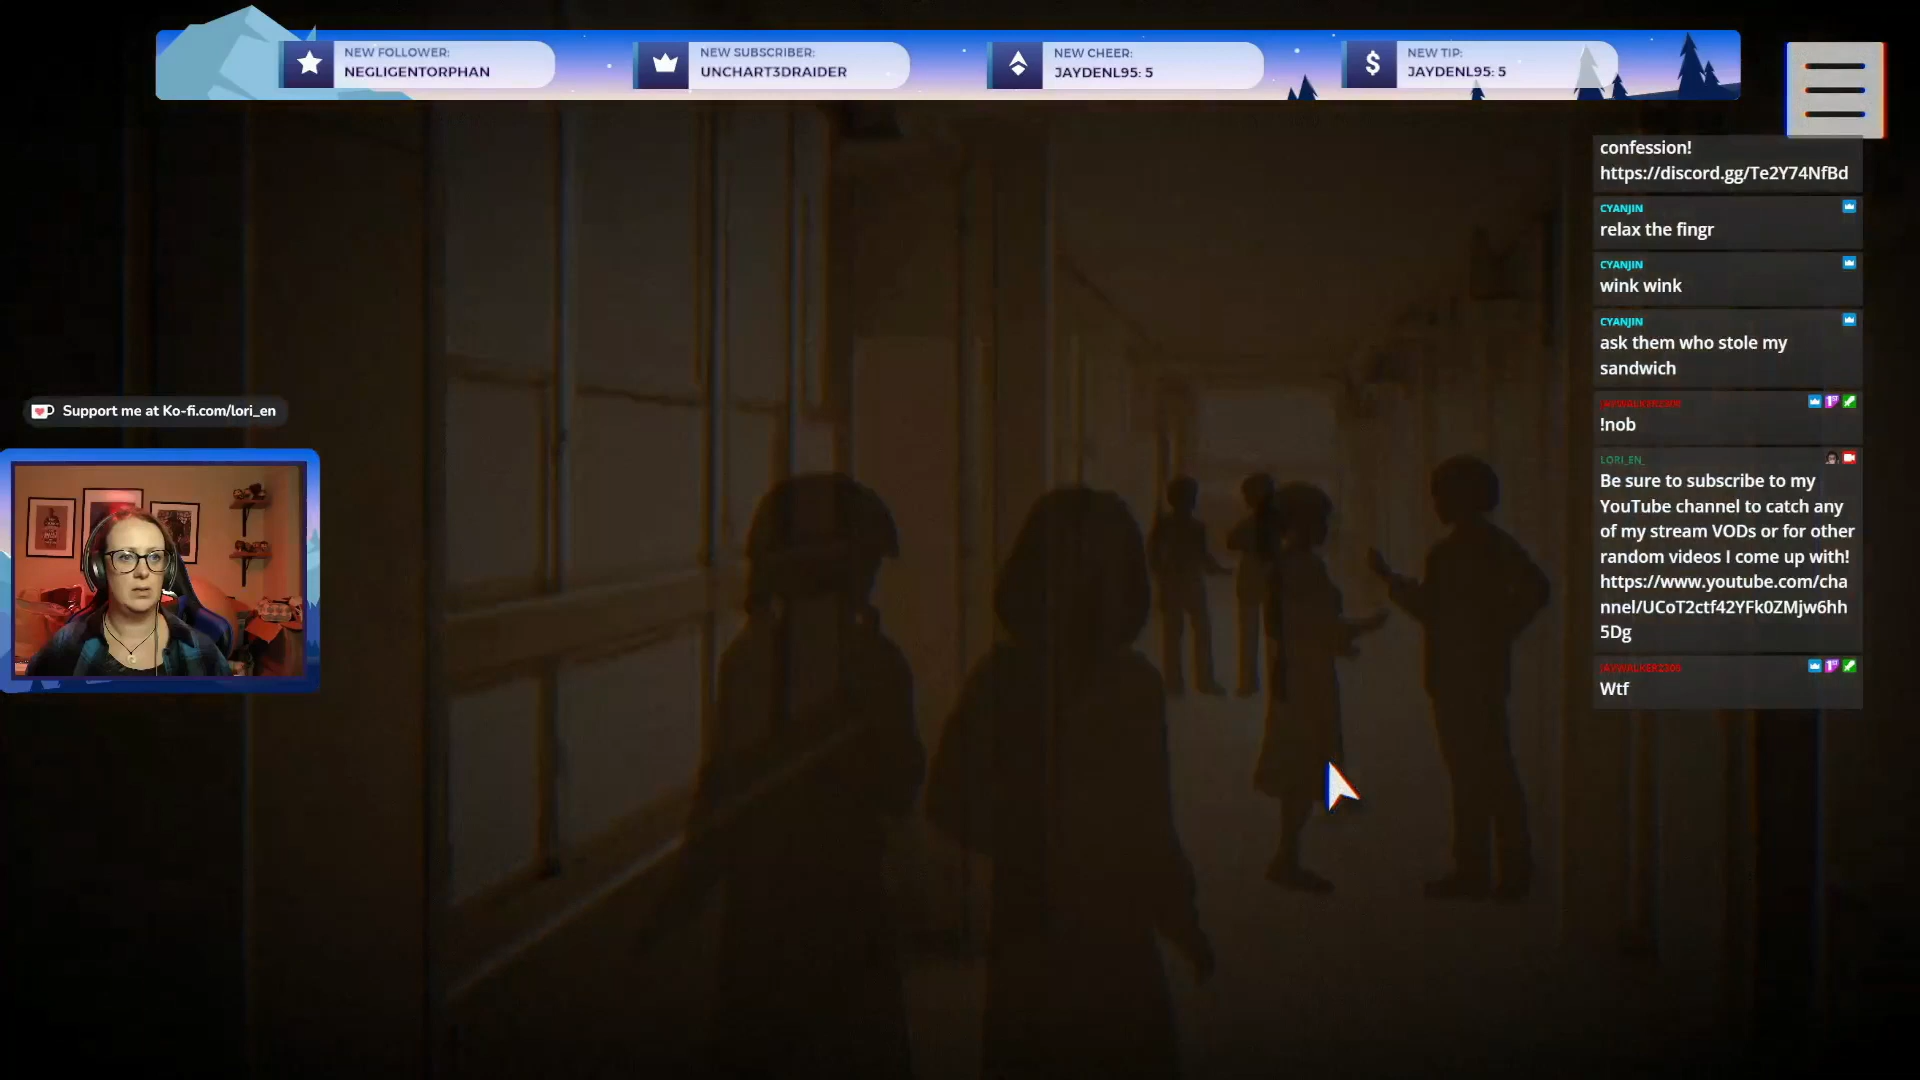 NEW FOLLOWER:
NEGLIGENTORPHAN
NEW SUBSCRIBER:
UNCHART3DRAIDER
NEW CHEER:
JAYDENL95: 5
NEW TIP:
JAYDENL95: 5
confession!
https://discord.gg/Te2Y74NfBd
CYANJIN
relax the fingr
CYANJIN
wink wink
CYANJIN
ask them who stole my
sandwich
!nob
LORI_EN_
Be sure to subscribe to my
YouTube channel to catch any
of my stream VODs or for other
random videos I come up with!
https://www.youtube.com/cha
nnel/UCoT2ctf42YFk0ZMjw6hh
5Dg
Wtf
Support me at Ko-fi.com/lori_en